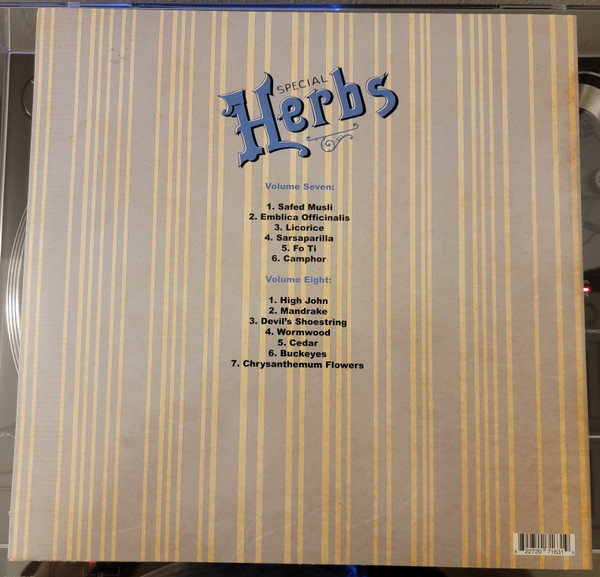 SPECIAL
Herbs
Volume Seven:
1. Safed Musli
2. Emblica Officinalis
3. Licorice
4. Sarsaparilla
5. Fo Ti
6. Camphor
Volume Eight:
1. High John
2. Mandrake
3. Devil's Shoestring
4. Wormwood
5. Cedar
6. Buckeyes
7. Chrysanthemum Flowers
22720 71631